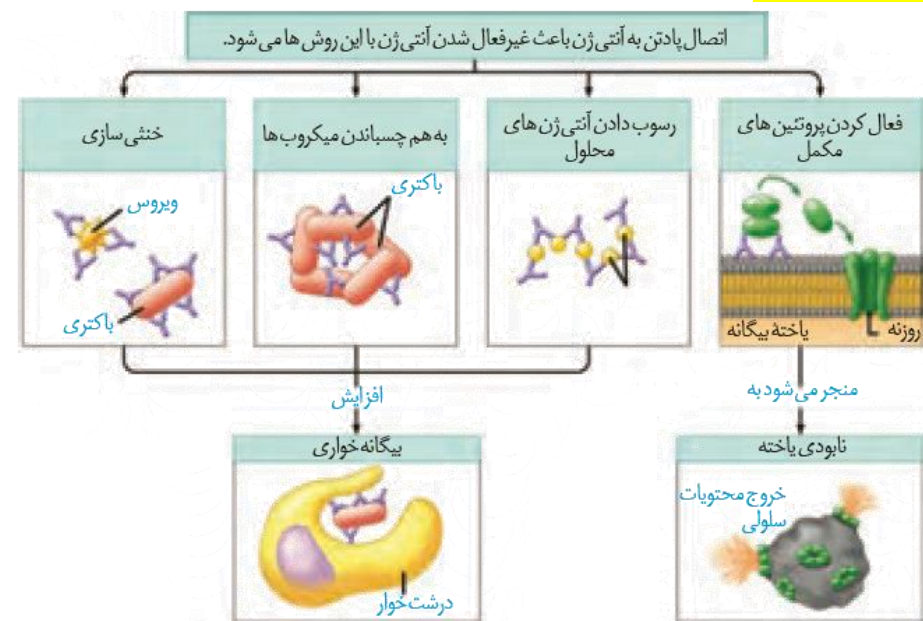 اتصال پادتن به آنتی ژن باعث غیرفعال شدن آنتی ژن با این روش ها می شود.
فعال کردن پروتئین های
مکمل
رسوب دادن آنتی ژن های
محلول
به هم چسباندن میکروب ها
خنثی سازی
باکتری
ویروس
باکتری
روزنه
یاختهٔ بیگانه
منجر می شود به
افزایش
نابودی یاخته
بیگانه خواری
خروج محتویات
سلولی
درشت خوار